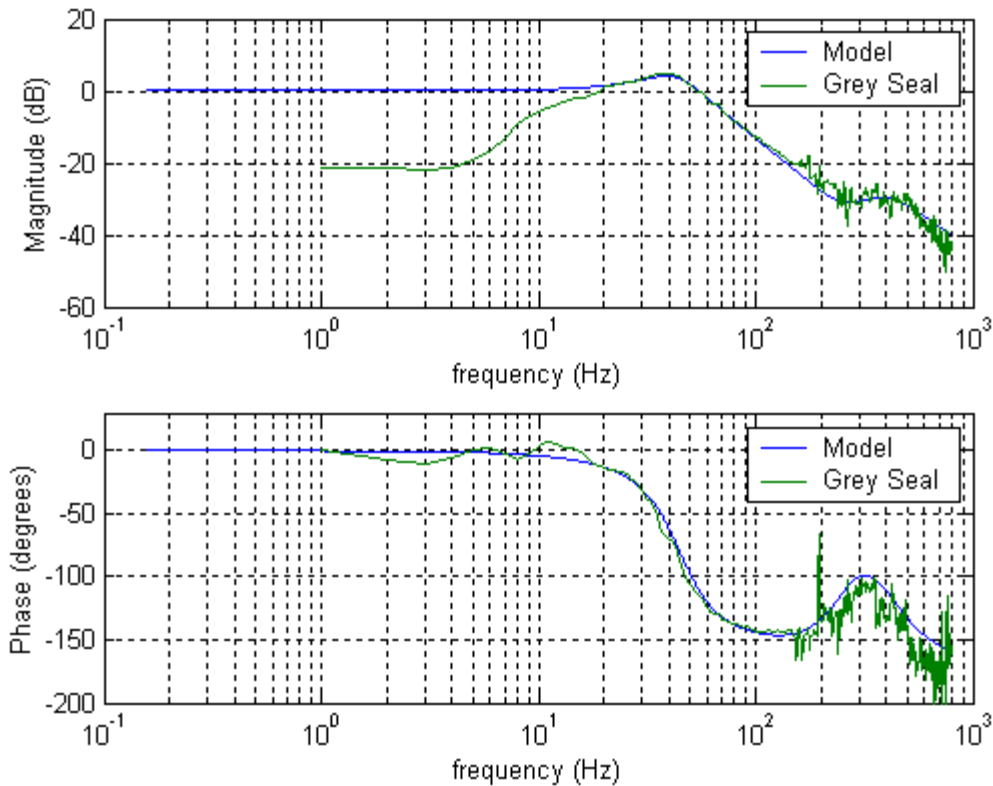 20
0
-20
-40
-60
Magnitude (dB)
Model
Grey Seal
10-1 100 101 102 103
frequency (Hz)
0
-50
-100
-150
-200
Phase (degrees)
Model
Grey Seal
10-1 100 101 102 103
frequency (Hz)